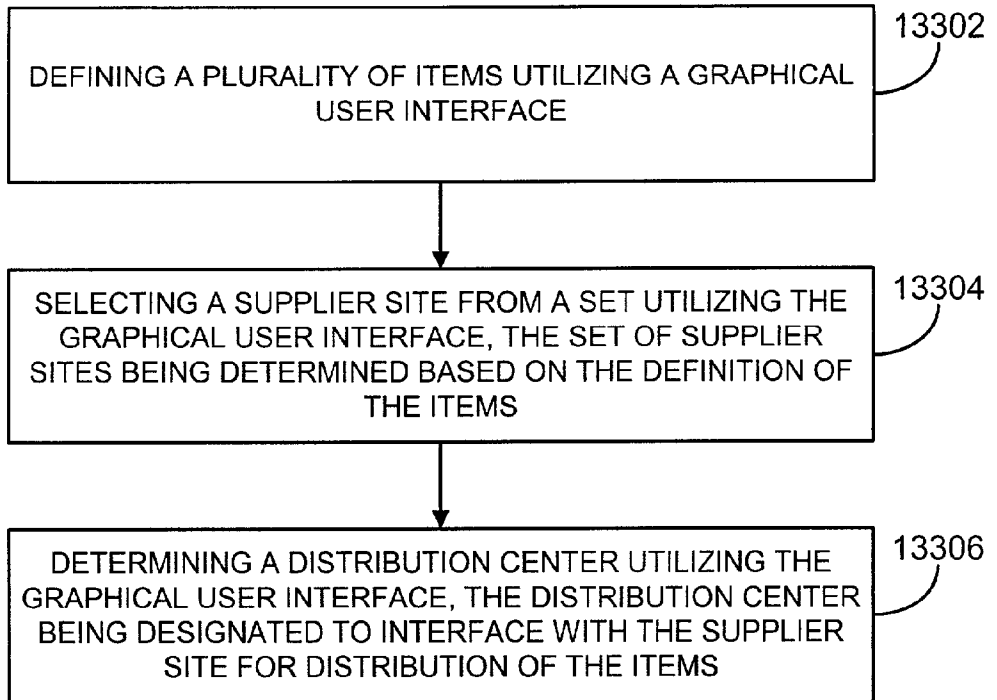 13302
DEFINING A PLURALITY OF ITEMS UTILIZING A GRAPHICAL
USER INTERFACE
13304
SELECTING A SUPPLIER SITE FROM A SET UTILIZING THE
GRAPHICAL USER INTERFACE, THE SET OF SUPPLIER
SITES BEING DETERMINED BASED ON THE DEFINITION OF
THE ITEMS
13306
DETERMINING A DISTRIBUTION CENTER UTILIZING THE
GRAPHICAL USER INTERFACE, THE DISTRIBUTION CENTER
BEING DESIGNATED TO INTERFACE WITH THE SUPPLIER
SITE FOR DISTRIBUTION OF THE ITEMS